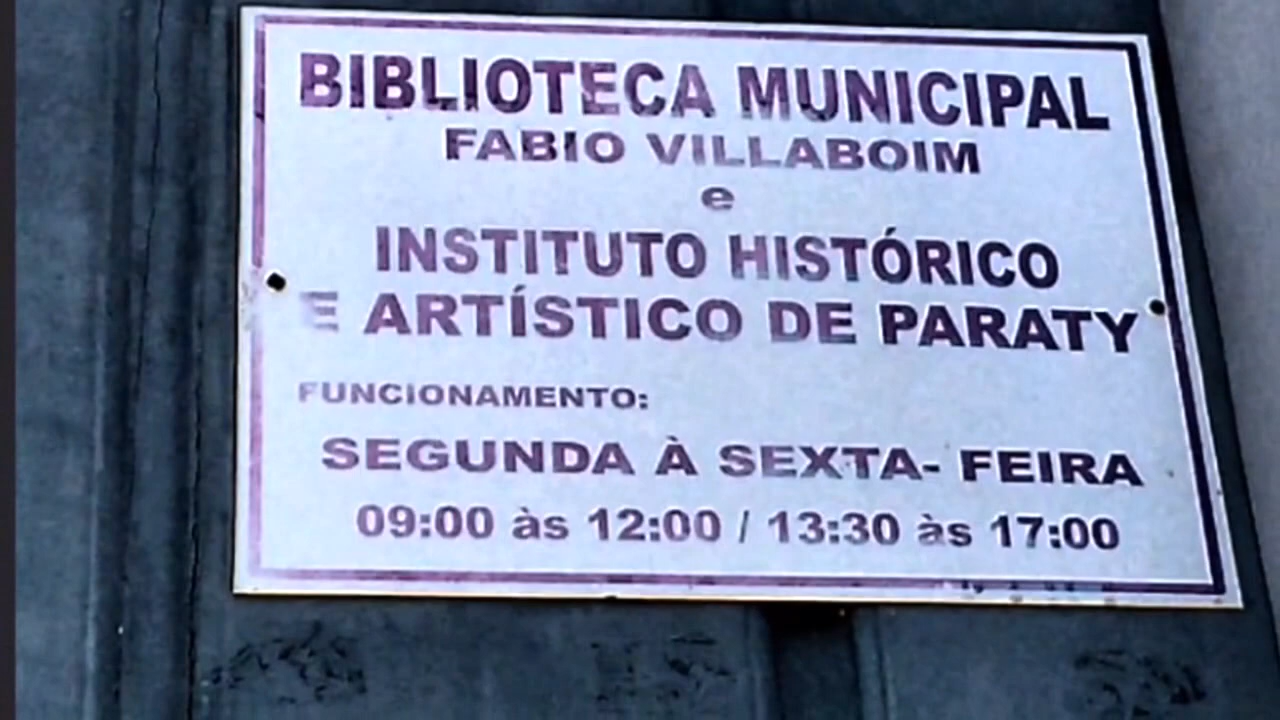 BIBLIOTECA MUNICIPAL
FABIO VILLABOIM
e
INSTITUTO HISTÓRICO
E ARTÍSTICO DE PARATY
FUNCIONAMENTO:
SEGUNDA À SEXTA- FEIRA
09:00 às 12:00 / 13:30 às 17:00